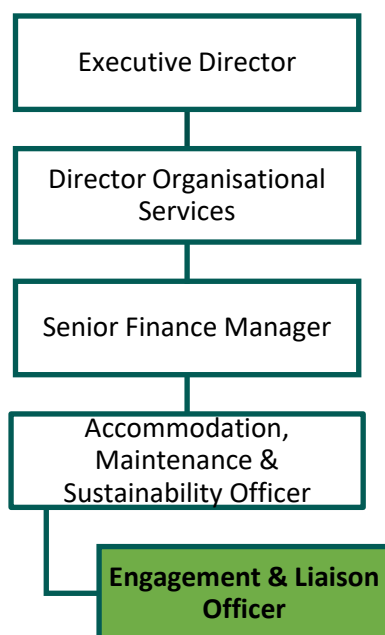 Executive Director
Director Organisational
Services
Senior Finance Manager
Accommodation,
Maintenance &
Sustainability Officer
Engagement & Liaison
Officer